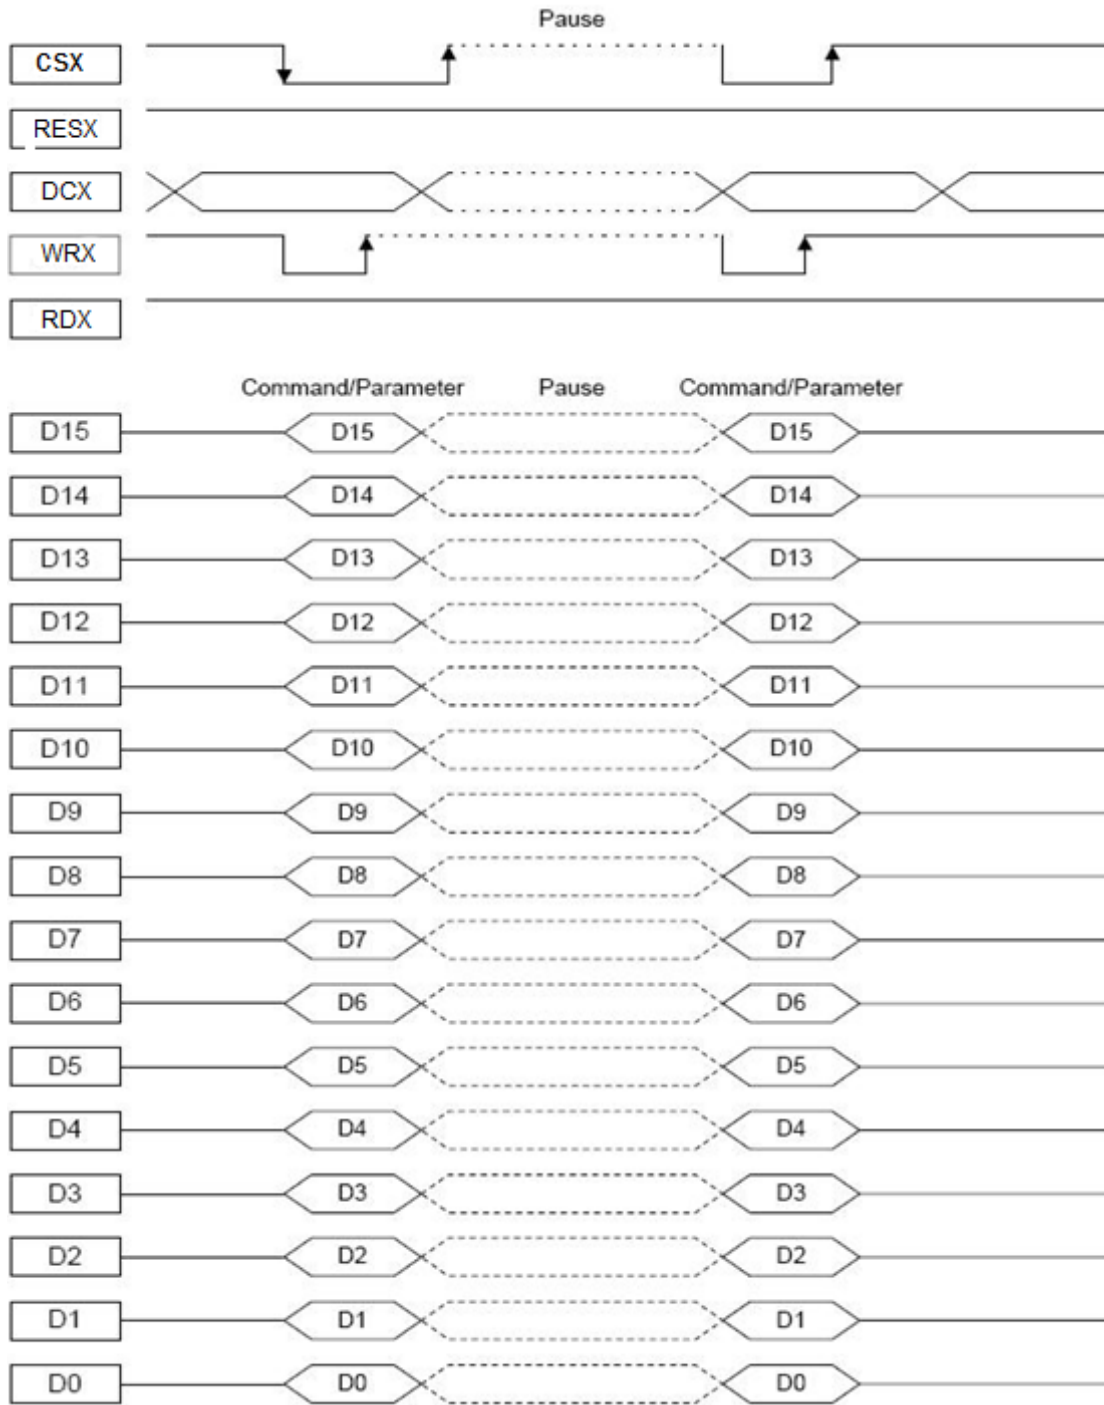 Pause
CSX
RESX
DCX
WRX
RDX
Command/Parameter Pause Command/Parameter
D15 D15 D15
D14 D14 D14
D13 D13 D13
D12 D12 D12
D11 D11 D11
D10 D10 D10
D9 D9 D9
D8 D8 D8
D7 D7 D7
D6 D6 D6
D5 D5 D5
D4 D4 D4
D3 D3 D3
D2 D2 D2
D1 D1 D1
D0 D0 D0